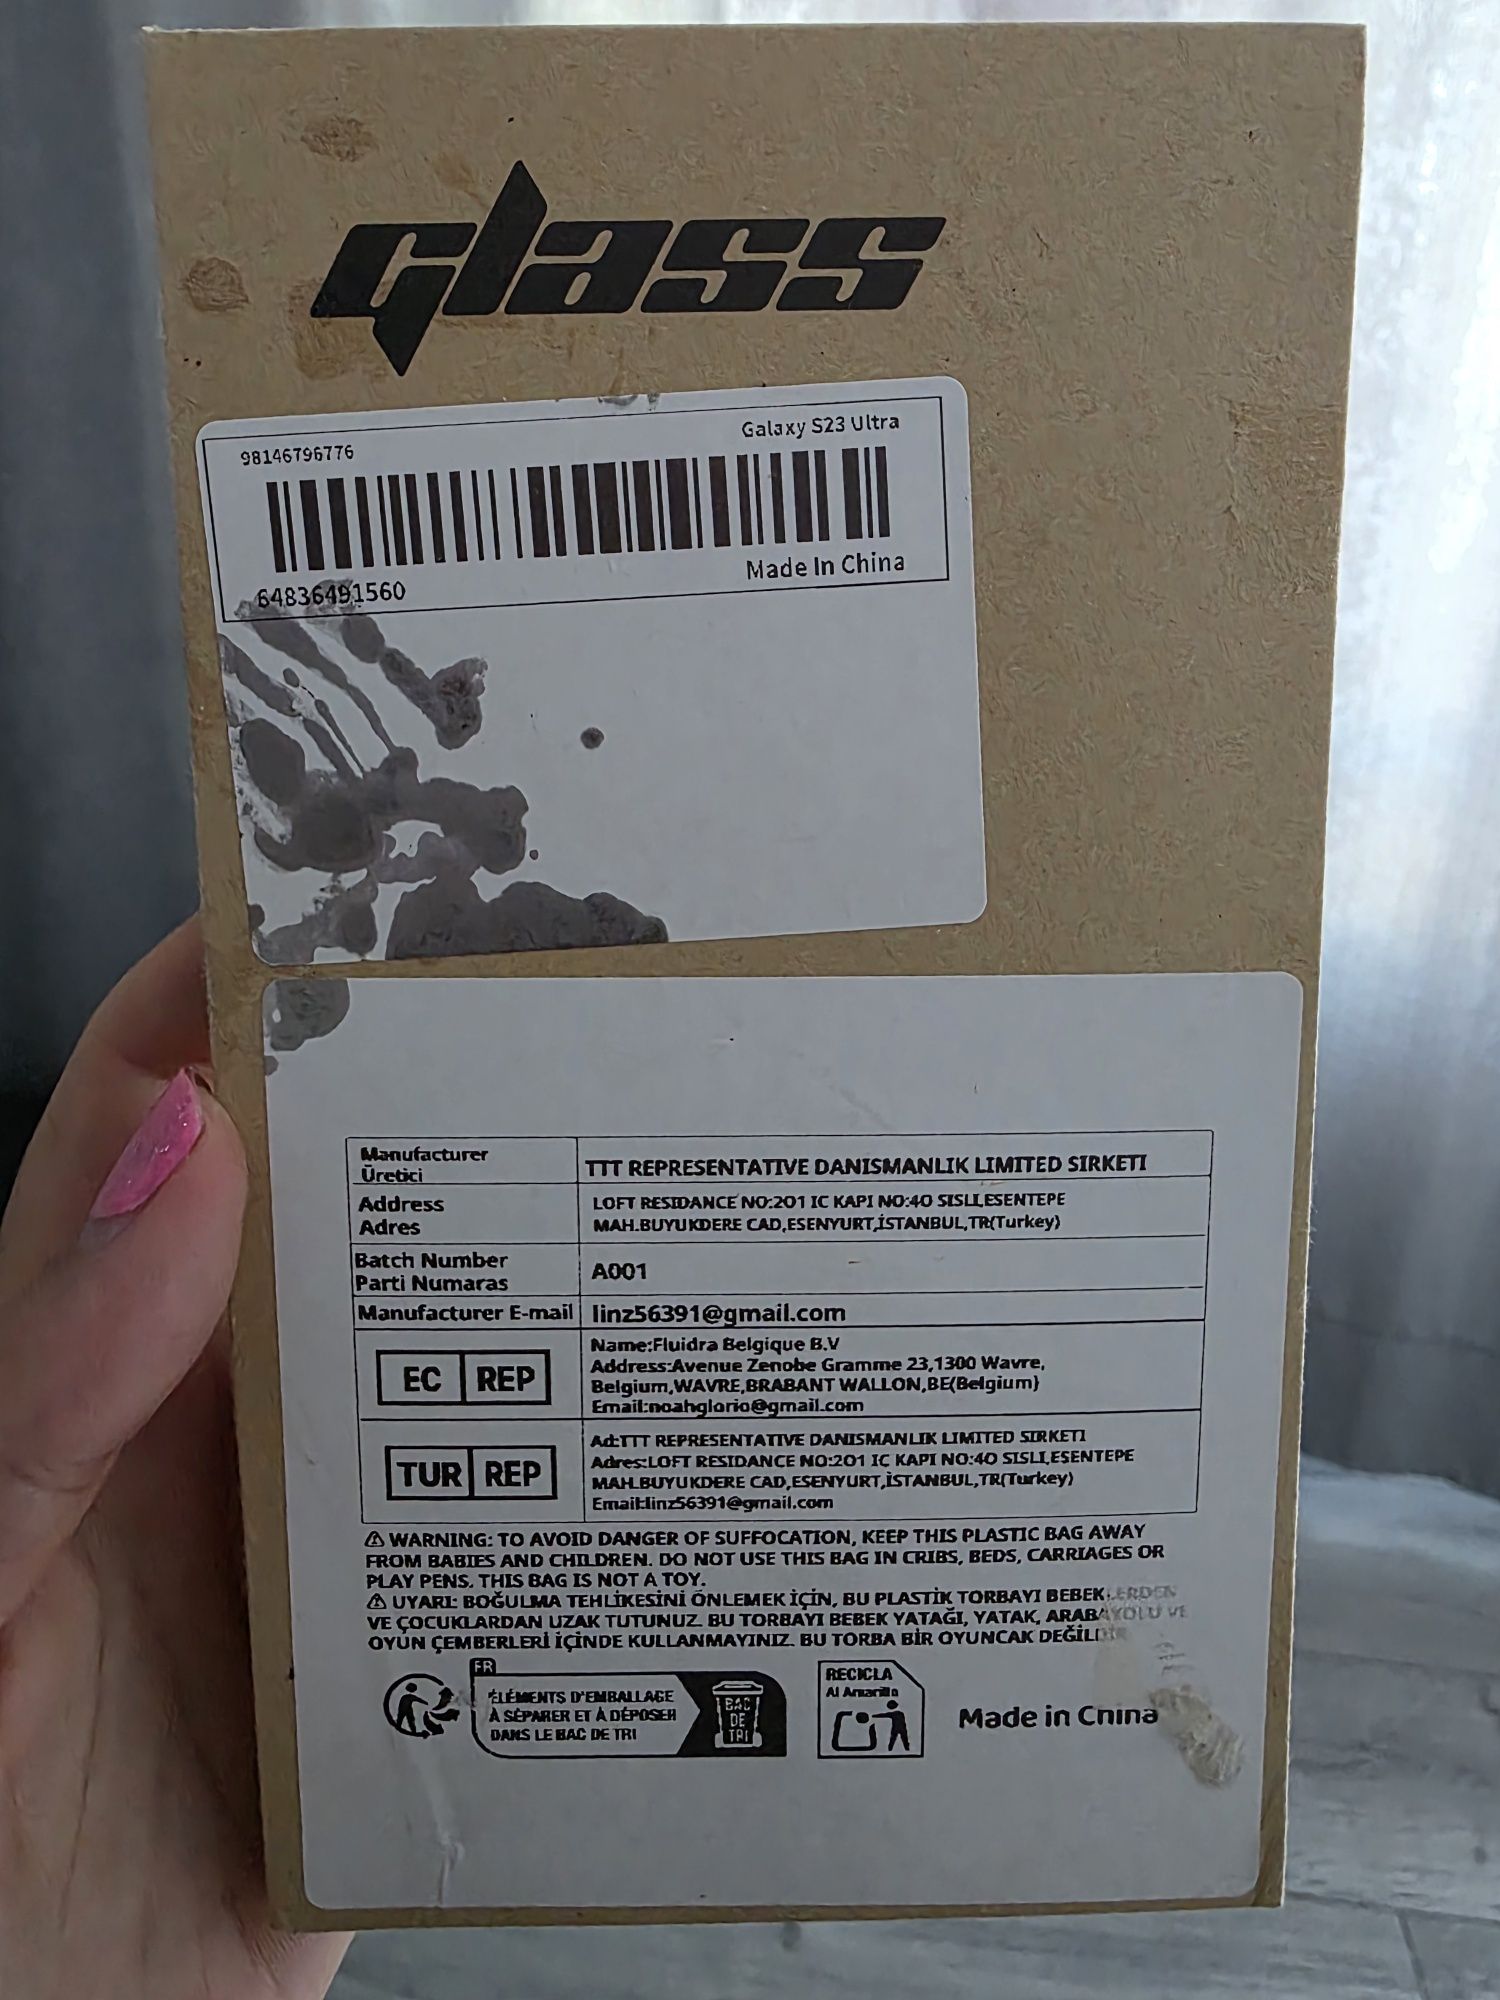 glass
98146796776
Galaxy S23 Ultra
64836491560
Made In China
Manufacturer
Üretici
TTT REPRESENTATIVE DANISMANLIK LIMITED SIRKETI
Address
Adres
LOFT RESIDANCE NO:201 IC KAPI NO:40 SISLI,ESENTEPE
MAH.BUYUKDERE CAD,ESENYURT,İSTANBUL,TR(Turkey)
Batch Number
Parti Numaras
A001
Manufacturer E-mail
linz56391@gmail.com
EC REP
Name:Fluidra Belgique B.V
Address:Avenue Zenobe Gramme 23,1300 Wavre,
Belgium,WAVRE,BRABANT WALLON,BE(Belgium)
Email:noahglorio@gmail.com
TUR REP
Ad:TTT REPRESENTATIVE DANISMANLIK LIMITED SIRKETI
Adres:LOFT RESIDANCE NO:201 IÇ KAPI NO:40 SISLI,ESENTEPE
MAH.BUYUKDERE CAD,ESENYURT,İSTANBUL,TR(Turkey)
Email:linz56391@gmail.com
⚠ WARNING: TO AVOID DANGER OF SUFFOCATION, KEEP THIS PLASTIC BAG AWAY
FROM BABIES AND CHILDREN. DO NOT USE THIS BAG IN CRIBS, BEDS, CARRIAGES OR
PLAY PENS. THIS BAG IS NOT A TOY.
⚠ UYARI: BOĞULMA TEHLİKESİNİ ÖNLEMEK İÇİN, BU PLASTİK TORBAYI BEBEKLERDEN
VE ÇOCUKLARDAN UZAK TUTUNUZ. BU TORBAYI BEBEK YATAĞI, YATAK, ARABAYOLU VE
OYUN ÇEMBERLERİ İÇİNDE KULLANMAYINIZ. BU TORBA BİR OYUNCAK DEĞİLDİR
FR
ÉLÉMENTS D'EMBALLAGE
À SÉPARER ET À DÉPOSER
DANS LE BAC DE TRI
BAC
DE
TRI
RECICLA
Al Amarillo
Made in China